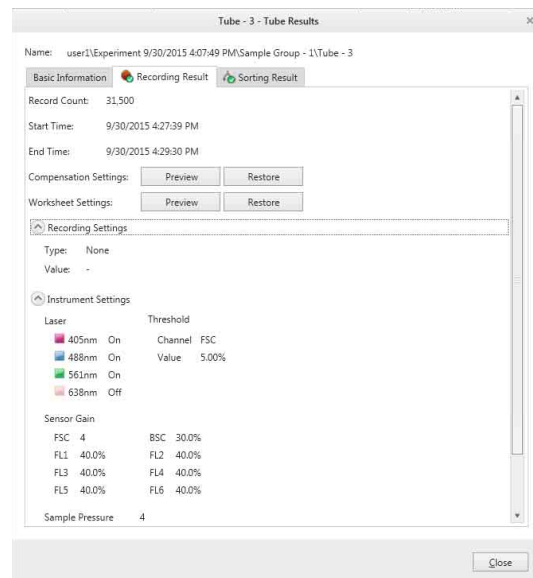 Tube - 3 - Tube Results
Name: user1\Experiment 9/30/2015 4:07:49 PM\Sample Group - 1\Tube - 3
Basic Information Recording Result Sorting Result
Record Count: 31,500
Start Time: 9/30/2015 4:27:39 PM
End Time: 9/30/2015 4:29:30 PM
Compensation Settings: Preview Restore
Worksheet Settings: Preview Restore
Recording Settings
Type: None
Value: -
Instrument Settings
Laser Threshold
405nm On Channel FSC
488nm On Value 5.00%
561nm On
638nm Off
Sensor Gain
FSC 4 BSC 30.0%
FL1 40.0% FL2 40.0%
FL3 40.0% FL4 40.0%
FL5 40.0% FL6 40.0%
Sample Pressure 4
Close